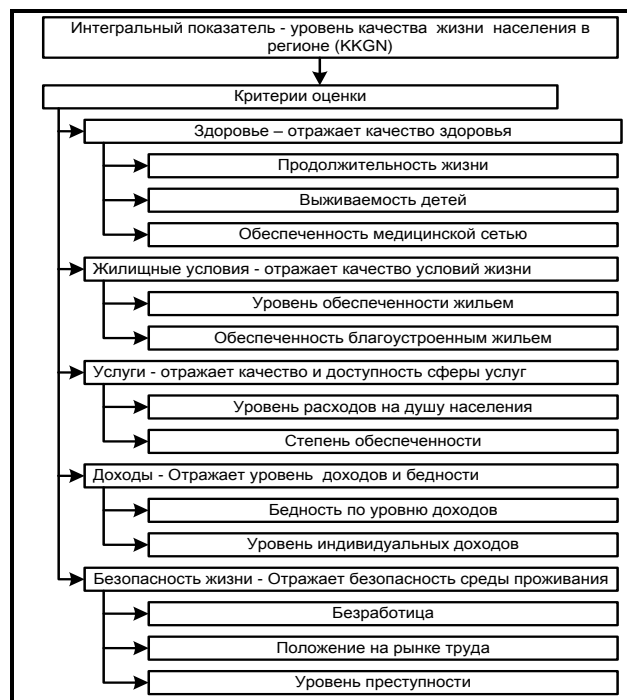 Интегральный показатель - уровень качества жизни населения в
регионе (KKGN)
Критерии оценки
Здоровье – отражает качество здоровья
Продолжительность жизни
Выживаемость детей
Обеспеченность медицинской сетью
Жилищные условия - отражает качество условий жизни
Уровень обеспеченности жильем
Обеспеченность благоустроенным жильем
Услуги - отражает качество и доступность сферы услуг
Уровень расходов на душу населения
Степень обеспеченности
Доходы - Отражает уровень доходов и бедности
Бедность по уровню доходов
Уровень индивидуальных доходов
Безопасность жизни - Отражает безопасность среды проживания
Безработица
Положение на рынке труда
Уровень преступности